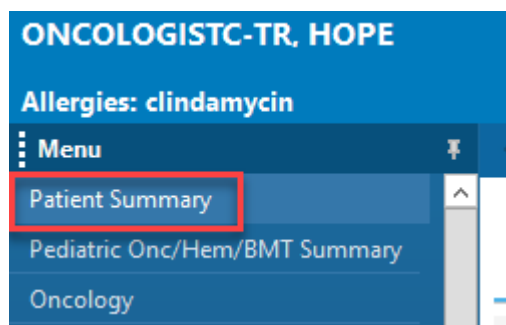 ONCOLOGISTC-TR, HOPE
Allergies: clindamycin
Menu
Patient Summary
Pediatric Onc/Hem/BMT Summary
Oncology